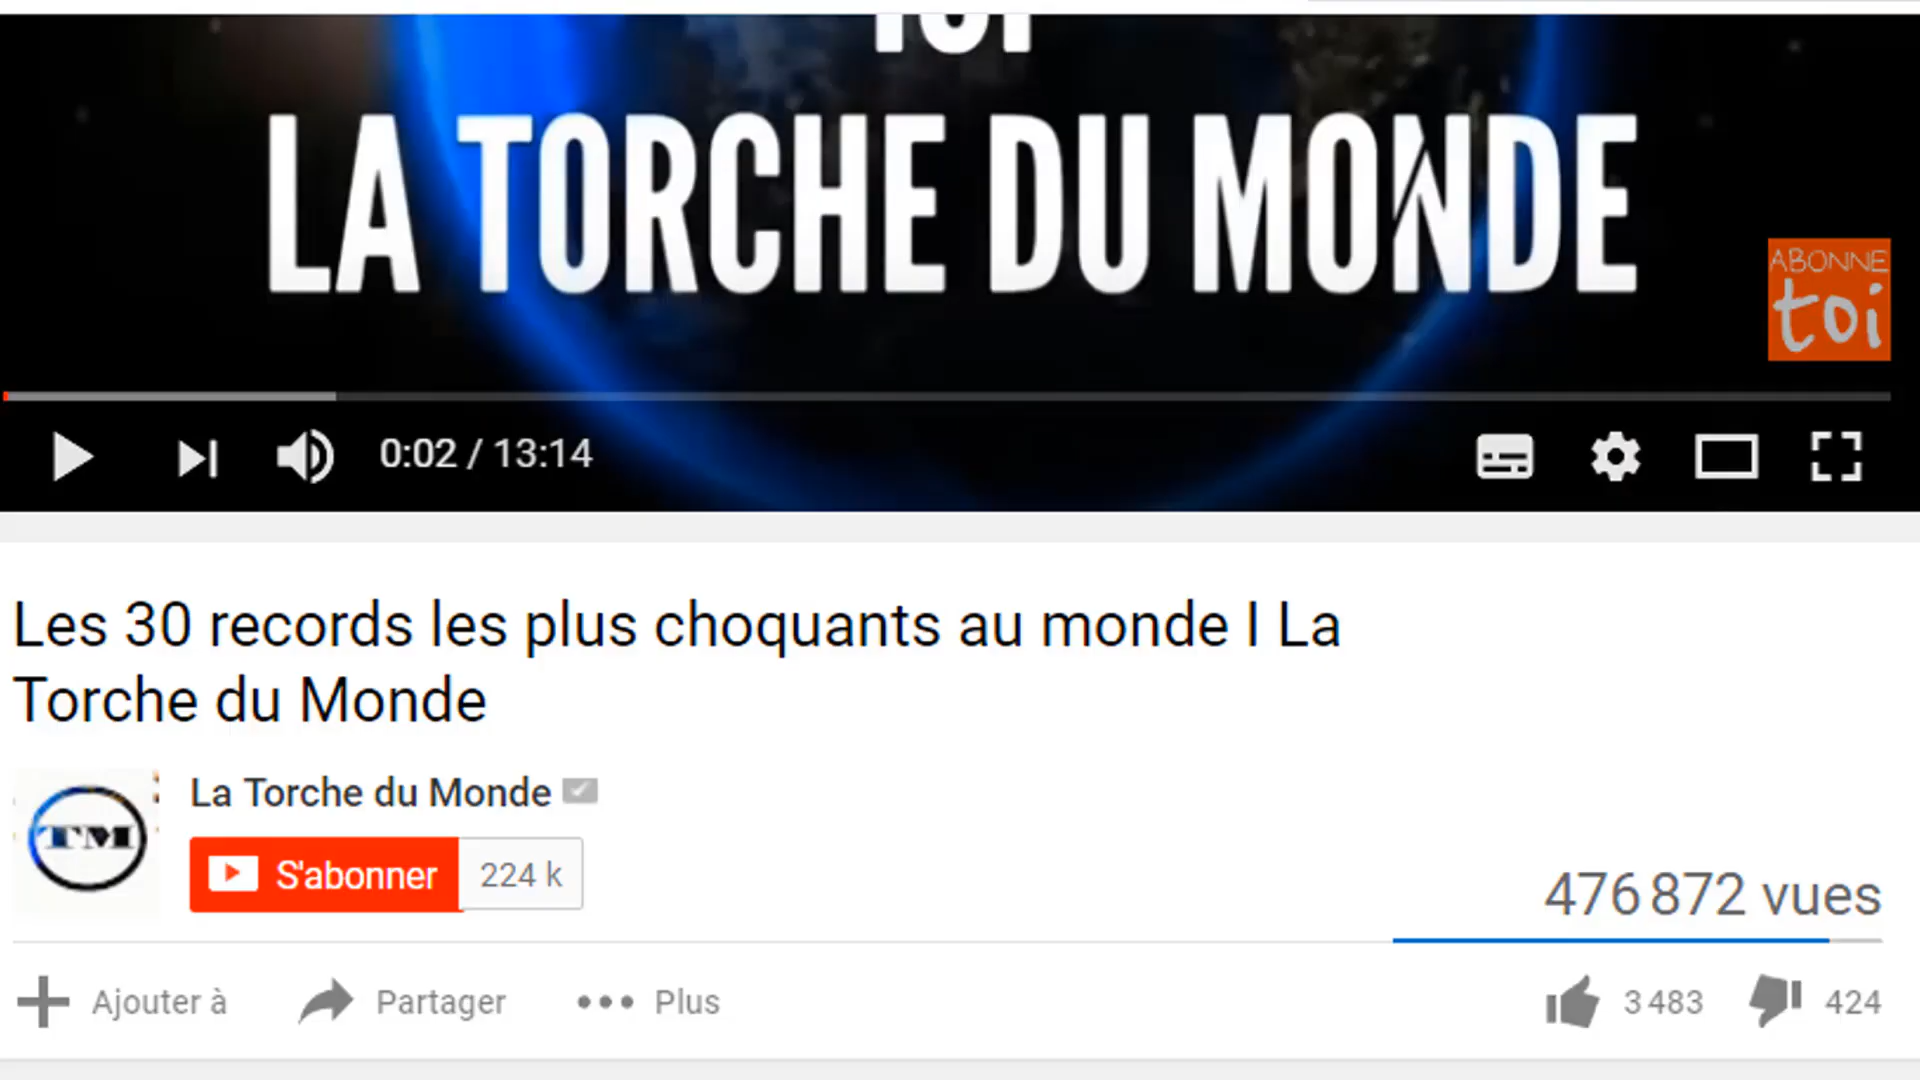 LA TORCHE DU MONDE
ABONNE
toi
0:02 / 13:14
Les 30 records les plus choquants au monde I La
Torche du Monde
TM
La Torche du Monde
S'abonner 224 k
476 872 vues
Ajouter à Partager Plus 3 483 424